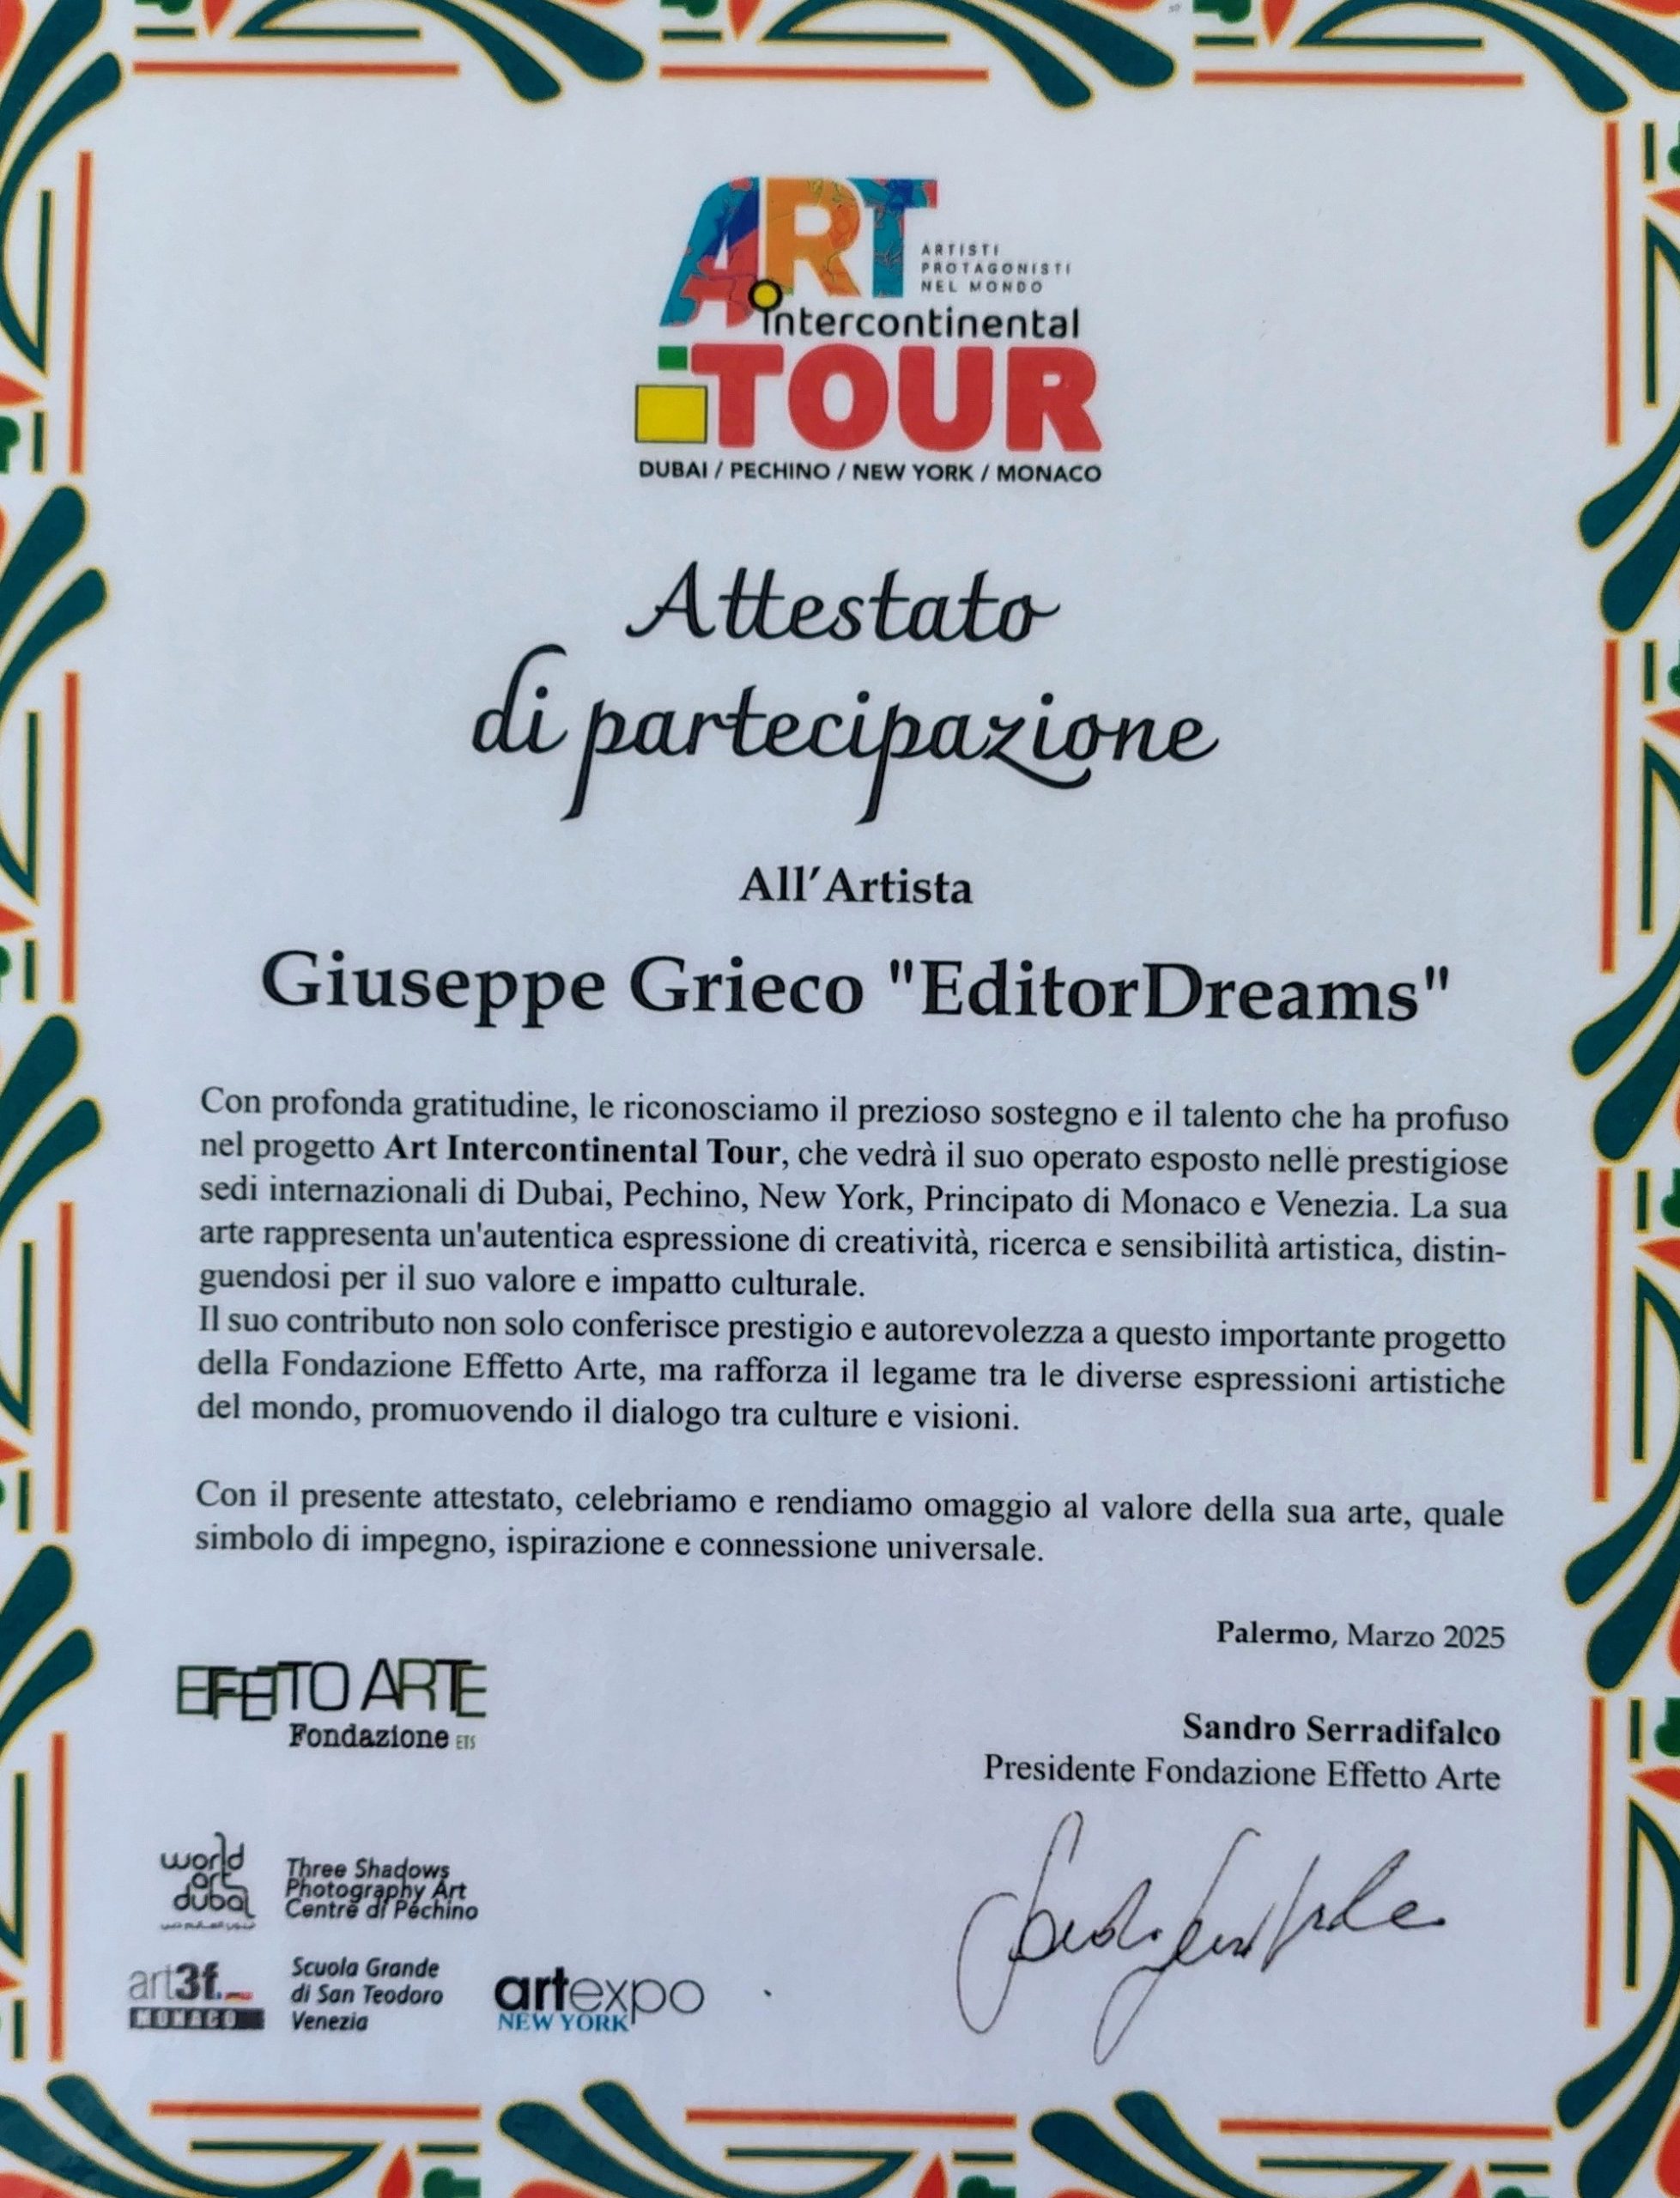 ART
ARTISTI
PROTAGONISTI
NEL MONDO
intercontinental
TOUR
DUBAI / PECHINO / NEW YORK / MONACO
Attestato
di partecipazione
All'Artista
Giuseppe Grieco "EditorDreams"
Con profonda gratitudine, le riconosciamo il prezioso sostegno e il talento che ha profuso
nel progetto Art Intercontinental Tour, che vedrà il suo operato esposto nelle prestigiose
sedi internazionali di Dubai, Pechino, New York, Principato di Monaco e Venezia. La sua
arte rappresenta un'autentica espressione di creatività, ricerca e sensibilità artistica, distin-
guendosi per il suo valore e impatto culturale.
Il suo contributo non solo conferisce prestigio e autorevolezza a questo importante progetto
della Fondazione Effetto Arte, ma rafforza il legame tra le diverse espressioni artistiche
del mondo, promuovendo il dialogo tra culture e visioni.
Con il presente attestato, celebriamo e rendiamo omaggio al valore della sua arte, quale
simbolo di impegno, ispirazione e connessione universale.
Palermo, Marzo 2025
EFFETTO ARTE
Fondazione ETS
Sandro Serradifalco
Presidente Fondazione Effetto Arte
world
art
dubai
Three Shadows
Photography Art
Centre di Pechino
art3f
MONACO
Scuola Grande
di San Teodoro
Venezia
artexpo
NEW YORK